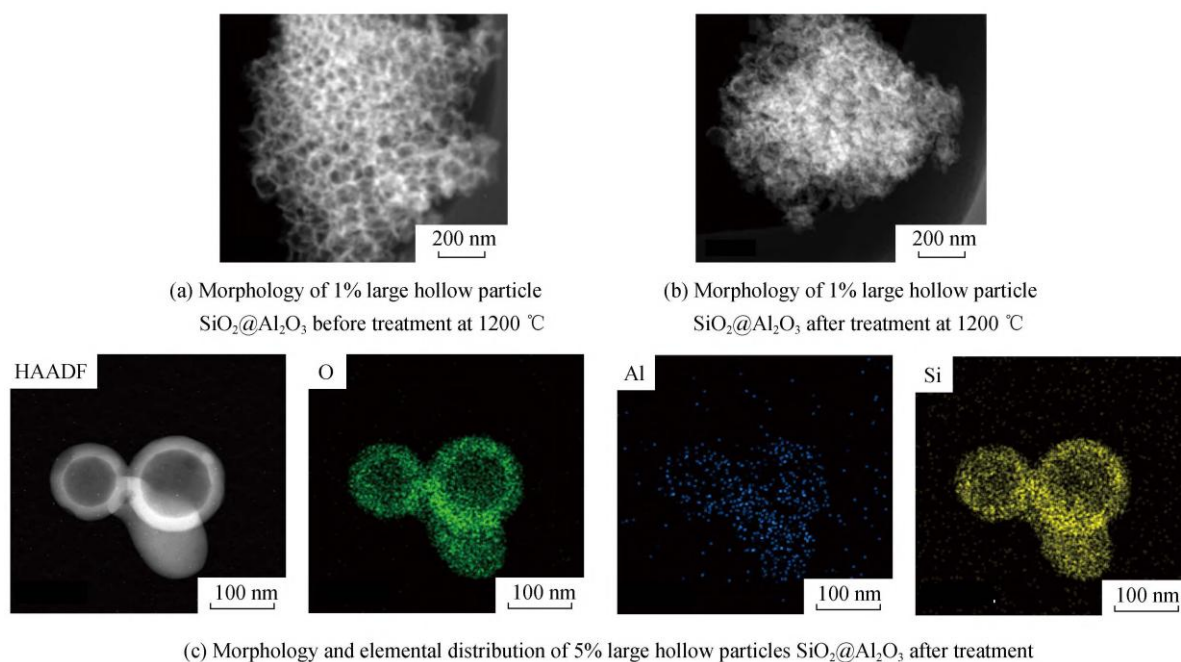 200 nm
200 nm
(a) Morphology of 1% large hollow particle
SiO₂@Al₂O₃ before treatment at 1200 ℃
(b) Morphology of 1% large hollow particle
SiO₂@Al₂O₃ after treatment at 1200 ℃
HAADF
O
Al
Si
100 nm
100 nm
100 nm
100 nm
(c) Morphology and elemental distribution of 5% large hollow particles SiO₂@Al₂O₃ after treatment